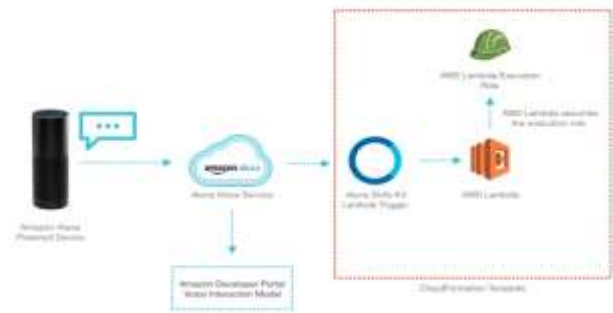 AWS Lambda Execution
Role
AWS Lambda assumes
the execution role
amazon alexa
Alexa Voice Service
Alexa Skills Kit
Lambda Trigger
AWS Lambda
Amazon Alexa
Powered Device
Amazon Developer Portal
Voice Interaction Model
CloudFormation Template